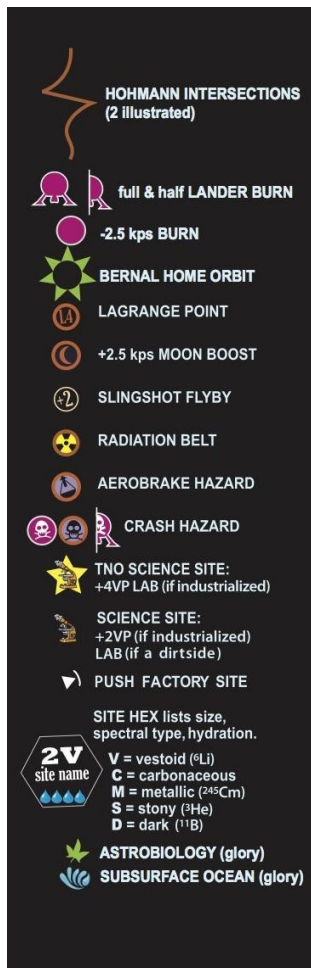 HOHMANN INTERSECTIONS
(2 illustrated)
full & half LANDER BURN
-2.5 kps BURN
BERNAL HOME ORBIT
LA LAGRANGE POINT
+2.5 kps MOON BOOST
+2 SLINGSHOT FLYBY
RADIATION BELT
AEROBRAKE HAZARD
CRASH HAZARD
TNO SCIENCE SITE:
+4VP LAB (if industrialized)
SCIENCE SITE:
+2VP (if industrialized)
LAB (if a dirtside)
PUSH FACTORY SITE
SITE HEX lists size,
spectral type, hydration.
2V
site name
V = vestoid (⁶Li)
C = carbonaceous
M = metallic (²⁴⁵Cm)
S = stony (³He)
D = dark (¹¹B)
ASTROBIOLOGY (glory)
SUBSURFACE OCEAN (glory)